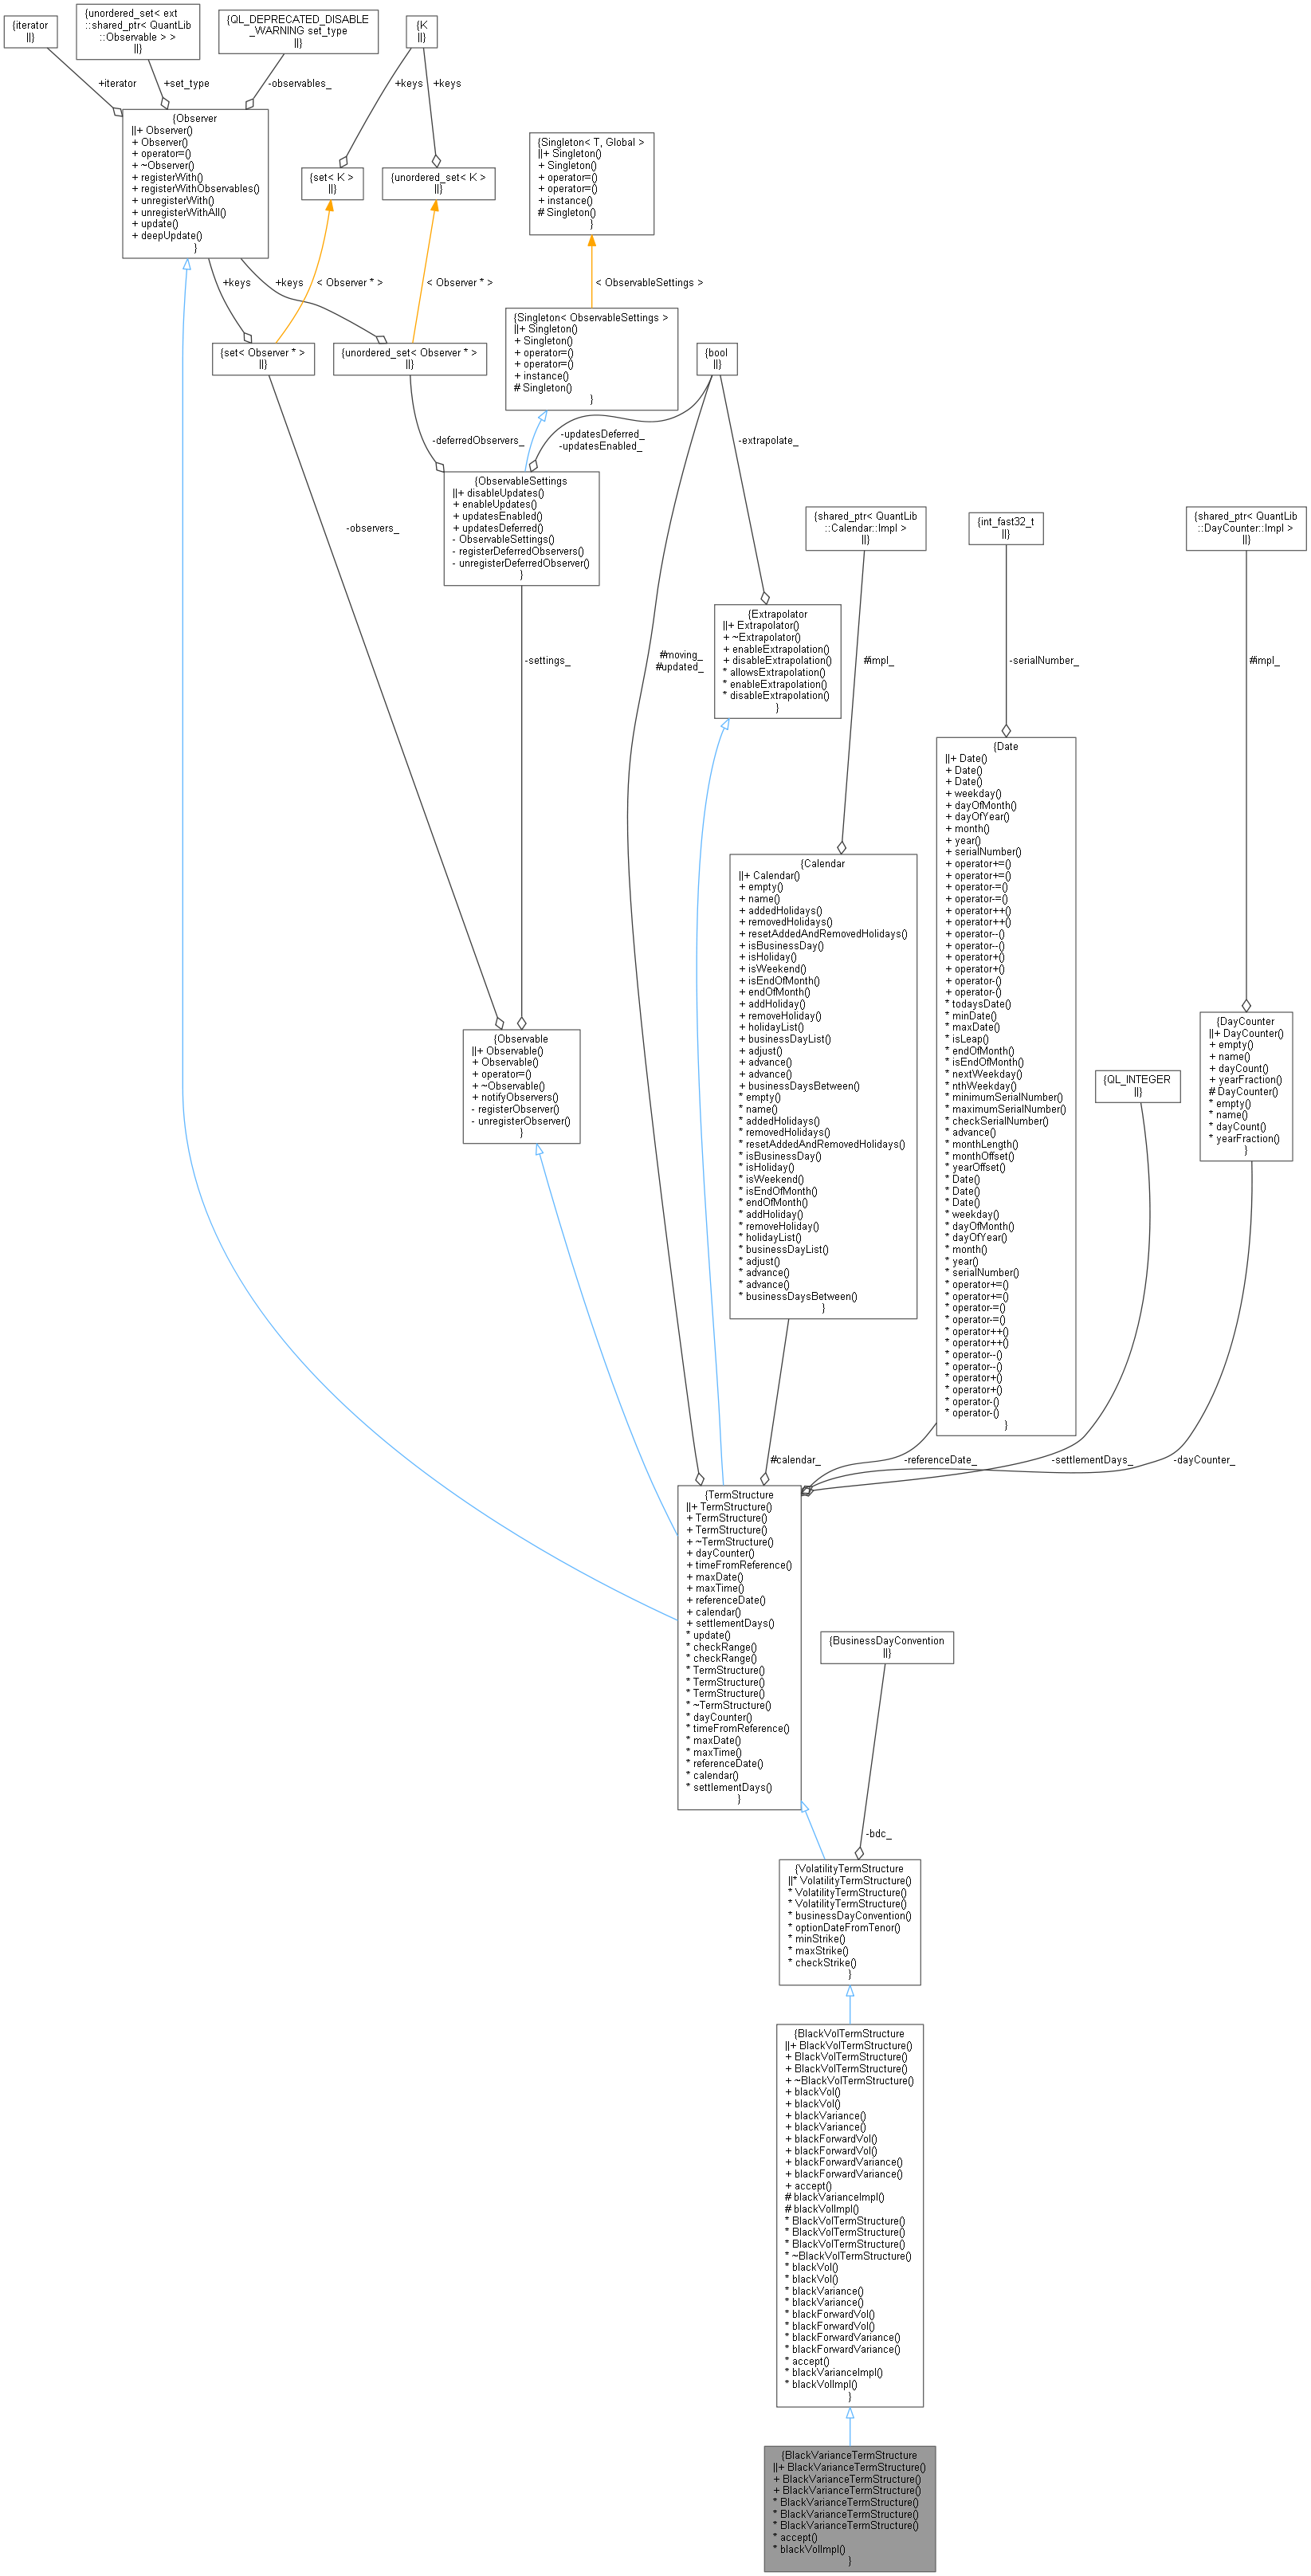 {iterator
||}
{unordered_set< ext
::shared_ptr< QuantLib
::Observable > >
||}
{QL_DEPRECATED_DISABLE
_WARNING set_type
||}
{K
||}
+iterator
+set_type
-observables_
+keys
+keys
{Observer
||+ Observer()
+ Observer()
+ operator=()
+ ~Observer()
+ registerWith()
+ registerWithObservables()
+ unregisterWith()
+ unregisterWithAll()
+ update()
+ deepUpdate()
}
{set< K >
||}
{unordered_set< K >
||}
{Singleton< T, Global >
||+ Singleton()
+ Singleton()
+ operator=()
+ operator=()
+ instance()
# Singleton()
}
+keys
+keys
< Observer * >
< Observer * >
< ObservableSettings >
{set< Observer * >
||}
{unordered_set< Observer * >
||}
{Singleton< ObservableSettings >
||+ Singleton()
+ Singleton()
+ operator=()
+ operator=()
+ instance()
# Singleton()
}
{bool
||}
-deferredObservers_
-updatesDeferred_
-updatesEnabled_
-extrapolate_
{ObservableSettings
||+ disableUpdates()
+ enableUpdates()
+ updatesEnabled()
+ updatesDeferred()
- ObservableSettings()
- registerDeferredObservers()
- unregisterDeferredObserver()
}
{shared_ptr< QuantLib
::Calendar::Impl >
||}
{int_fast32_t
||}
{shared_ptr< QuantLib
::DayCounter::Impl >
||}
-observers_
-settings_
#moving_
#updated_
{Extrapolator
||+ Extrapolator()
+ ~Extrapolator()
+ enableExtrapolation()
+ disableExtrapolation()
* allowsExtrapolation()
* enableExtrapolation()
* disableExtrapolation()
}
#impl_
-serialNumber_
#impl_
{Calendar
||+ Calendar()
+ empty()
+ name()
+ addedHolidays()
+ removedHolidays()
+ resetAddedAndRemovedHolidays()
+ isBusinessDay()
+ isHoliday()
+ isWeekend()
+ isEndOfMonth()
+ endOfMonth()
+ addHoliday()
+ removeHoliday()
+ holidayList()
+ businessDayList()
+ adjust()
+ advance()
+ advance()
+ businessDaysBetween()
* empty()
* name()
* addedHolidays()
* removedHolidays()
* resetAddedAndRemovedHolidays()
* isBusinessDay()
* isHoliday()
* isWeekend()
* isEndOfMonth()
* endOfMonth()
* addHoliday()
* removeHoliday()
* holidayList()
* businessDayList()
* adjust()
* advance()
* advance()
* businessDaysBetween()
}
{Date
||+ Date()
+ Date()
+ Date()
+ weekday()
+ dayOfMonth()
+ dayOfYear()
+ month()
+ year()
+ serialNumber()
+ operator+=()
+ operator+=()
+ operator-=()
+ operator-=()
+ operator++()
+ operator++()
+ operator--()
+ operator--()
+ operator+()
+ operator+()
+ operator-()
+ operator-()
* todaysDate()
* minDate()
* maxDate()
* isLeap()
* endOfMonth()
* isEndOfMonth()
* nextWeekday()
* nthWeekday()
* minimumSerialNumber()
* maximumSerialNumber()
* checkSerialNumber()
* advance()
* monthLength()
* monthOffset()
* yearOffset()
* Date()
* Date()
* Date()
* weekday()
* dayOfMonth()
* dayOfYear()
* month()
* year()
* serialNumber()
* operator+=()
* operator+=()
* operator-=()
* operator-=()
* operator++()
* operator++()
* operator--()
* operator--()
* operator+()
* operator+()
* operator-()
* operator-()
}
{Observable
||+ Observable()
+ Observable()
+ operator=()
+ ~Observable()
+ notifyObservers()
- registerObserver()
- unregisterObserver()
}
{QL_INTEGER
||}
{DayCounter
||+ DayCounter()
+ empty()
+ name()
+ dayCount()
+ yearFraction()
# DayCounter()
* empty()
* name()
* dayCount()
* yearFraction()
}
#calendar_
-referenceDate_
-settlementDays_
-dayCounter_
{TermStructure
||+ TermStructure()
+ TermStructure()
+ TermStructure()
+ ~TermStructure()
+ dayCounter()
+ timeFromReference()
+ maxDate()
+ maxTime()
+ referenceDate()
+ calendar()
+ settlementDays()
* update()
* checkRange()
* checkRange()
* TermStructure()
* TermStructure()
* TermStructure()
* ~TermStructure()
* dayCounter()
* timeFromReference()
* maxDate()
* maxTime()
* referenceDate()
* calendar()
* settlementDays()
}
{BusinessDayConvention
||}
-bdc_
{VolatilityTermStructure
||* VolatilityTermStructure()
* VolatilityTermStructure()
* VolatilityTermStructure()
* businessDayConvention()
* optionDateFromTenor()
* minStrike()
* maxStrike()
* checkStrike()
}
{BlackVolTermStructure
||+ BlackVolTermStructure()
+ BlackVolTermStructure()
+ BlackVolTermStructure()
+ ~BlackVolTermStructure()
+ blackVol()
+ blackVol()
+ blackVariance()
+ blackVariance()
+ blackForwardVol()
+ blackForwardVol()
+ blackForwardVariance()
+ blackForwardVariance()
+ accept()
# blackVarianceImpl()
# blackVolImpl()
* BlackVolTermStructure()
* BlackVolTermStructure()
* BlackVolTermStructure()
* ~BlackVolTermStructure()
* blackVol()
* blackVol()
* blackVariance()
* blackVariance()
* blackForwardVol()
* blackForwardVol()
* blackForwardVariance()
* blackForwardVariance()
* accept()
* blackVarianceImpl()
* blackVolImpl()
}
{BlackVarianceTermStructure
||+ BlackVarianceTermStructure()
+ BlackVarianceTermStructure()
+ BlackVarianceTermStructure()
* BlackVarianceTermStructure()
* BlackVarianceTermStructure()
* BlackVarianceTermStructure()
* accept()
* blackVolImpl()
}